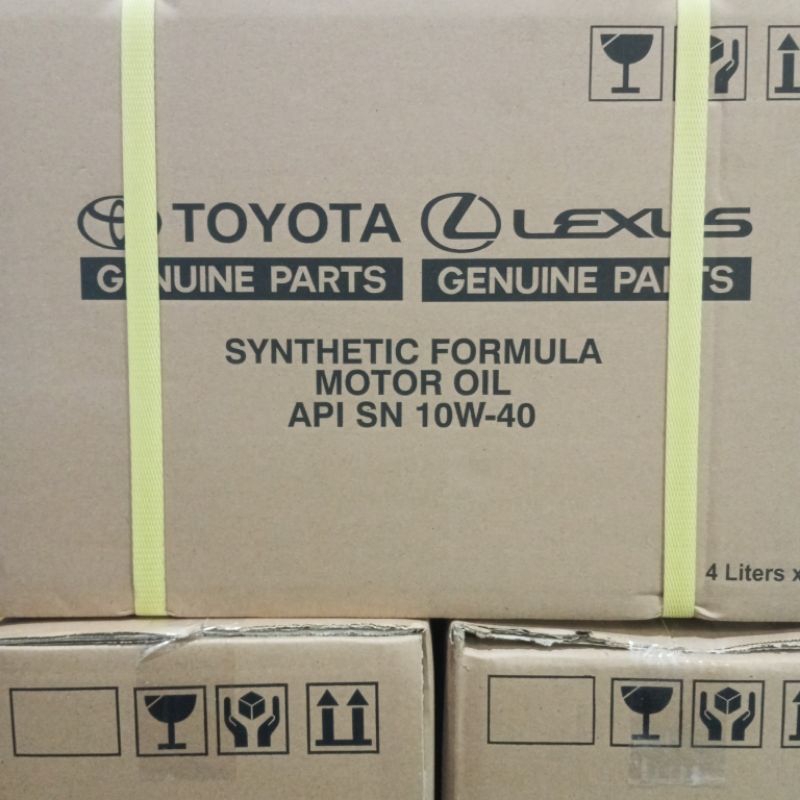 TOYOTA LEXUS
GENUINE PARTS GENUINE PARTS
SYNTHETIC FORMULA
MOTOR OIL
API SN 10W-40
4 Liters x